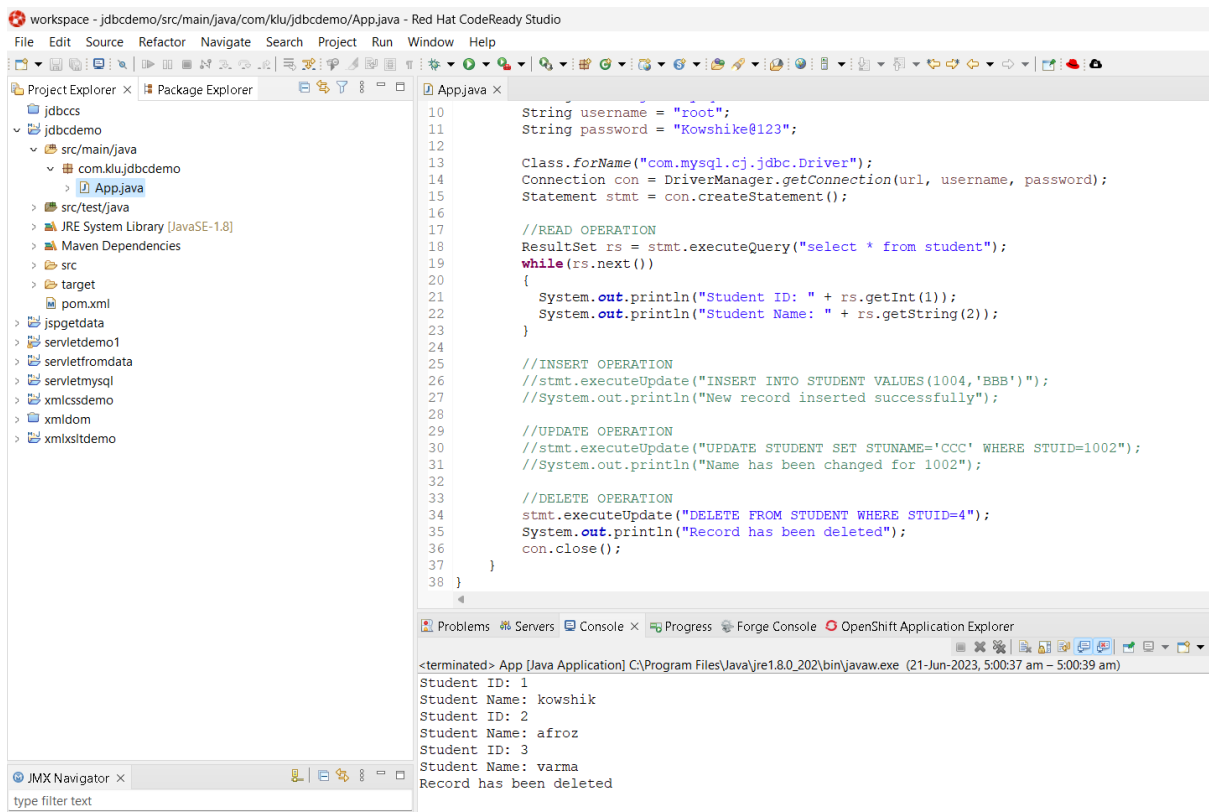 workspace - jdbcdemo/src/main/java/com/klu/jdbcdemo/App.java - Red Hat CodeReady Studio
File Edit Source Refactor Navigate Search Project Run Window Help
Project Explorer × Package Explorer
jdbccs
jdbcdemo
src/main/java
com.klu.jdbcdemo
App.java
src/test/java
JRE System Library [JavaSE-1.8]
Maven Dependencies
src
target
pom.xml
jspgetdata
servletdemo1
servletfromdata
servletmysql
xmlcssdemo
xmldom
xmlxsltdemo
JMX Navigator ×
type filter text
App.java ×
10 String username = "root";
11 String password = "Kowshike@123";
12
13 Class.forName("com.mysql.cj.jdbc.Driver");
14 Connection con = DriverManager.getConnection(url, username, password);
15 Statement stmt = con.createStatement();
16
17 //READ OPERATION
18 ResultSet rs = stmt.executeQuery("select * from student");
19 while(rs.next())
20 {
21 System.out.println("Student ID: " + rs.getInt(1));
22 System.out.println("Student Name: " + rs.getString(2));
23 }
24
25 //INSERT OPERATION
26 //stmt.executeUpdate("INSERT INTO STUDENT VALUES(1004,'BBB')");
27 //System.out.println("New record inserted successfully");
28
29 //UPDATE OPERATION
30 //stmt.executeUpdate("UPDATE STUDENT SET STUNAME='CCC' WHERE STUID=1002");
31 //System.out.println("Name has been changed for 1002");
32
33 //DELETE OPERATION
34 stmt.executeUpdate("DELETE FROM STUDENT WHERE STUID=4");
35 System.out.println("Record has been deleted");
36 con.close();
37 }
38 }
Problems Servers Console × Progress Forge Console OpenShift Application Explorer
<terminated> App [Java Application] C:\Program Files\Java\jre1.8.0_202\bin\javaw.exe (21-Jun-2023, 5:00:37 am – 5:00:39 am)
Student ID: 1
Student Name: kowshik
Student ID: 2
Student Name: afroz
Student ID: 3
Student Name: varma
Record has been deleted